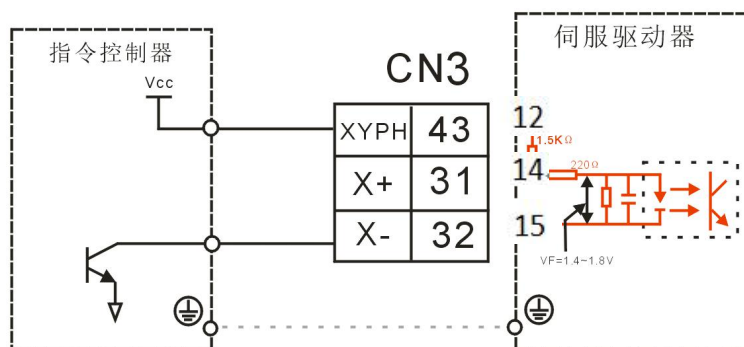 指令控制器
伺服驱动器
CN3
Vcc
XYPH 43
12
1.5KΩ
X+ 31
14
220Ω
X- 32
15
VF=1.4~1.8V